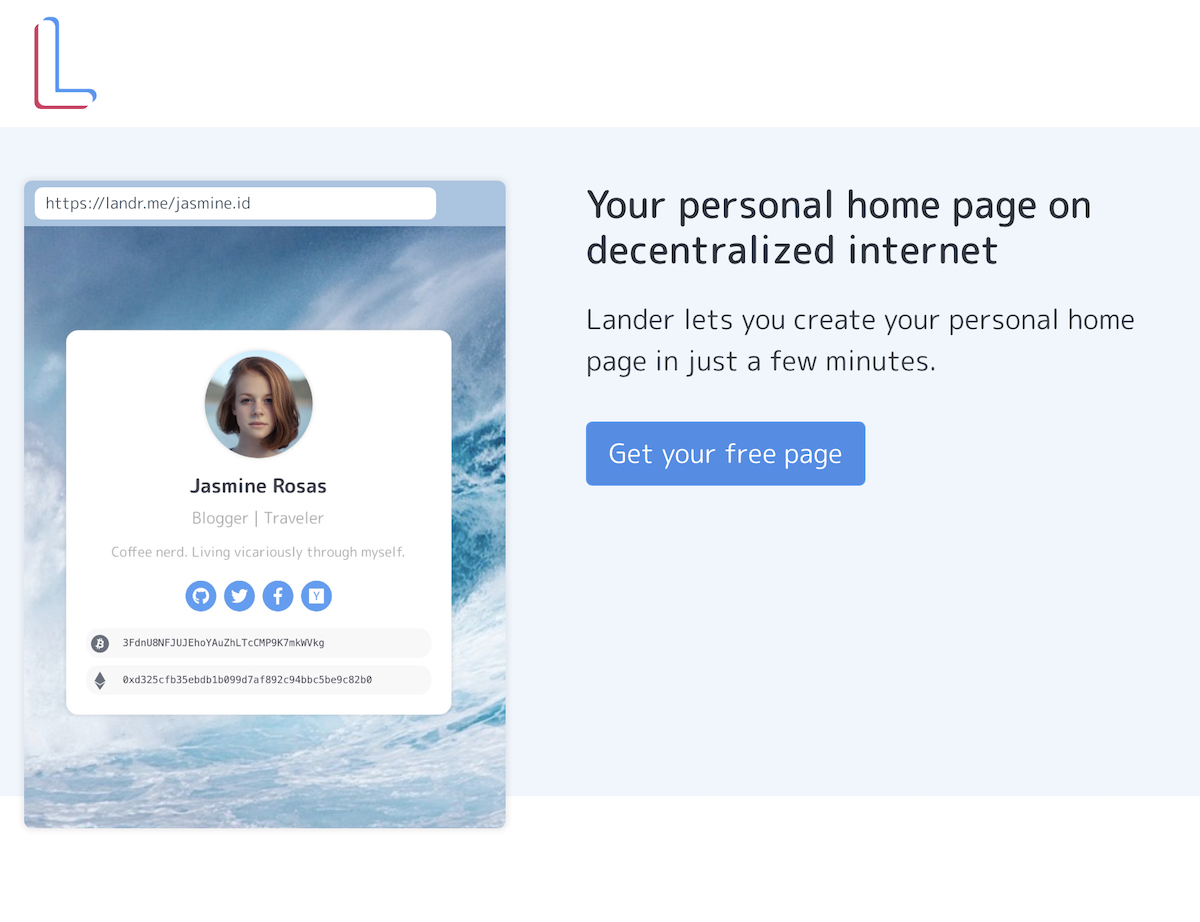 https://landr.me/jasmine.id
Jasmine Rosas
Blogger | Traveler
Coffee nerd. Living vicariously through myself.
3FdnU8NFJUJEhoYAuZhLTcCMP9K7mkWVkg
0xd325cfb35ebdb1b099d7af892c94bbc5be9c82b0
Your personal home page on
decentralized internet
Lander lets you create your personal home
page in just a few minutes.
Get your free page